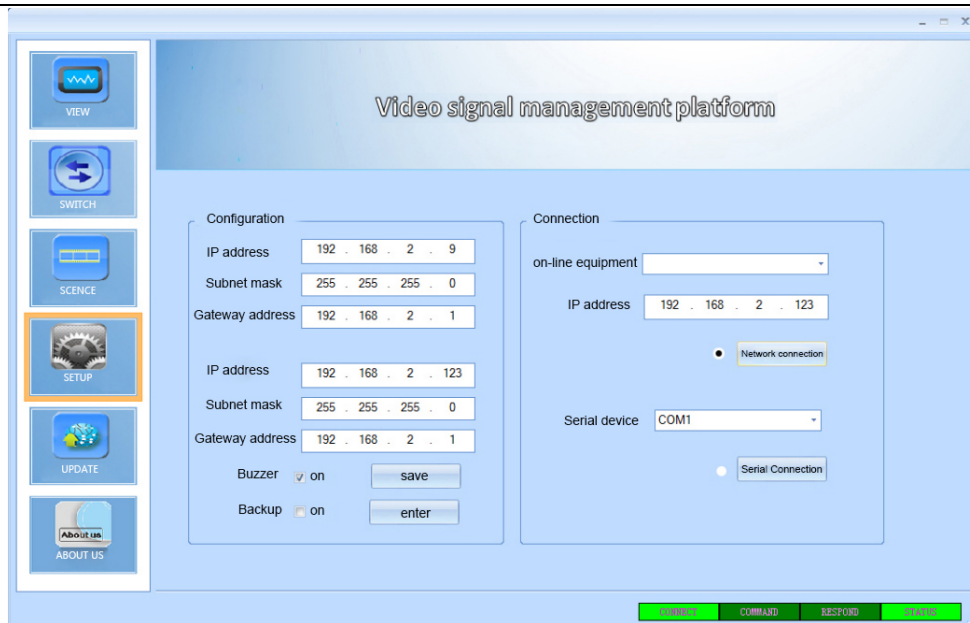 Video signal management platform
VIEW
SWITCH
SCENCE
SETUP
UPDATE
About us
ABOUT US
Configuration
IP address 192 . 168 . 2 . 9
Subnet mask 255 . 255 . 255 . 0
Gateway address 192 . 168 . 2 . 1
IP address 192 . 168 . 2 . 123
Subnet mask 255 . 255 . 255 . 0
Gateway address 192 . 168 . 2 . 1
Buzzer on save
Backup on enter
Connection
on-line equipment
IP address 192 . 168 . 2 . 123
Network connection
Serial device COM1
Serial Connection
CONNECT COMMAND RESPOND STATUS